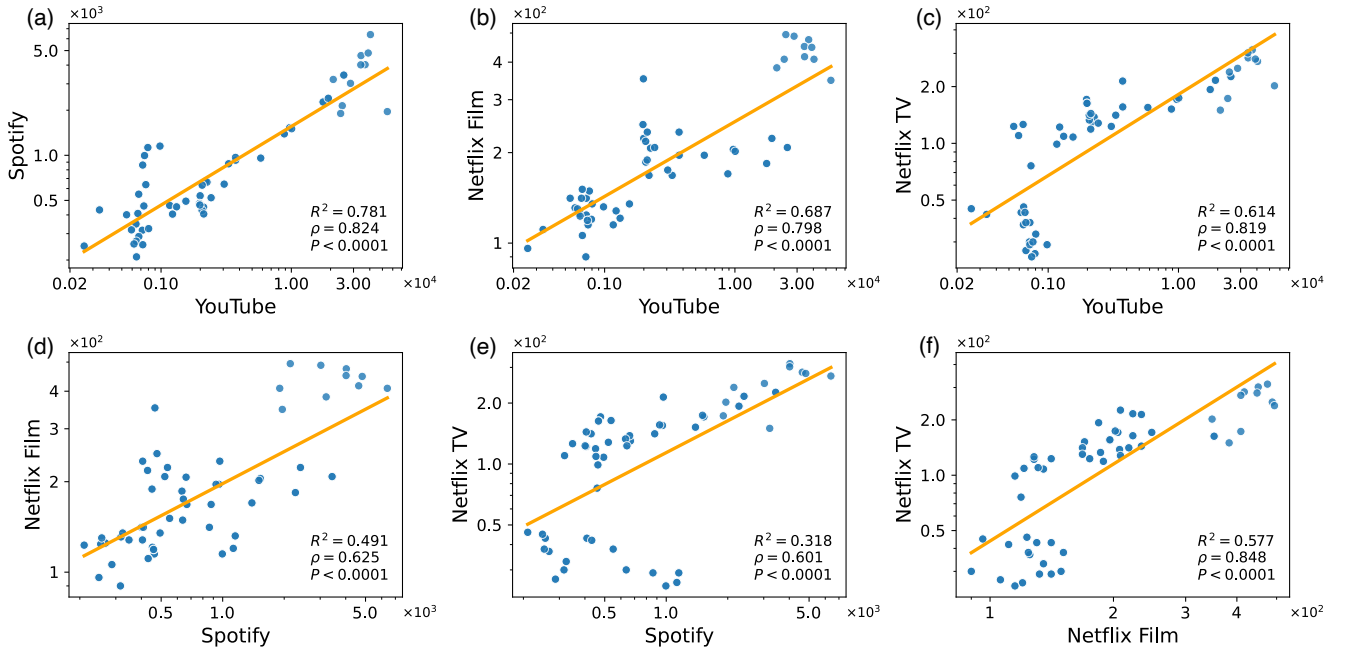 (a)
×10³
Spotify
5.0
1.0
0.5
R² = 0.781
ρ = 0.824
P < 0.0001
0.02 0.10 1.00 3.00 ×10⁴
YouTube
(b)
×10²
Netflix Film
4
3
2
1
R² = 0.687
ρ = 0.798
P < 0.0001
0.02 0.10 1.00 3.00 ×10⁴
YouTube
(c)
×10²
Netflix TV
2.0
1.0
0.5
R² = 0.614
ρ = 0.819
P < 0.0001
0.02 0.10 1.00 3.00 ×10⁴
YouTube
(d)
×10²
Netflix Film
4
3
2
1
R² = 0.491
ρ = 0.625
P < 0.0001
0.5 1.0 5.0 ×10³
Spotify
(e)
×10²
Netflix TV
2.0
1.0
0.5
R² = 0.318
ρ = 0.601
P < 0.0001
0.5 1.0 5.0 ×10³
Spotify
(f)
×10²
Netflix TV
2.0
1.0
0.5
R² = 0.577
ρ = 0.848
P < 0.0001
1 2 3 4 ×10²
Netflix Film